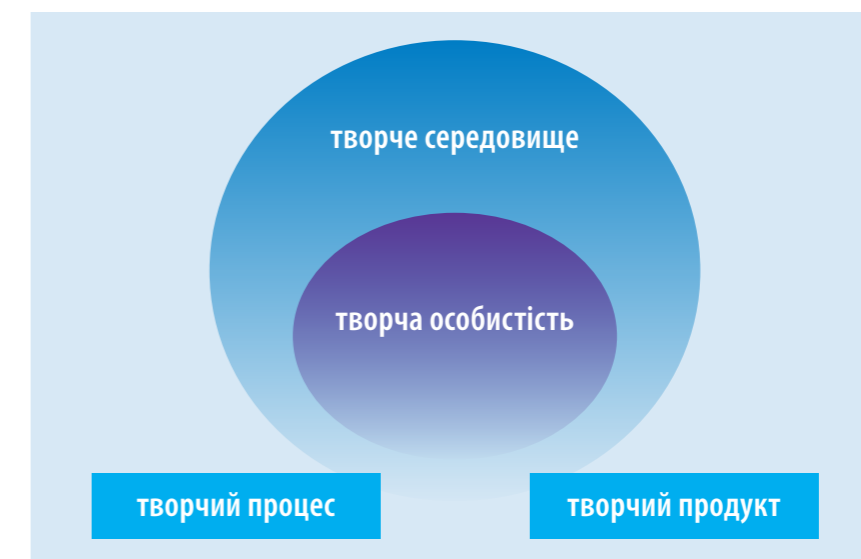 творче середовище
творча особистість
творчий процес
творчий продукт